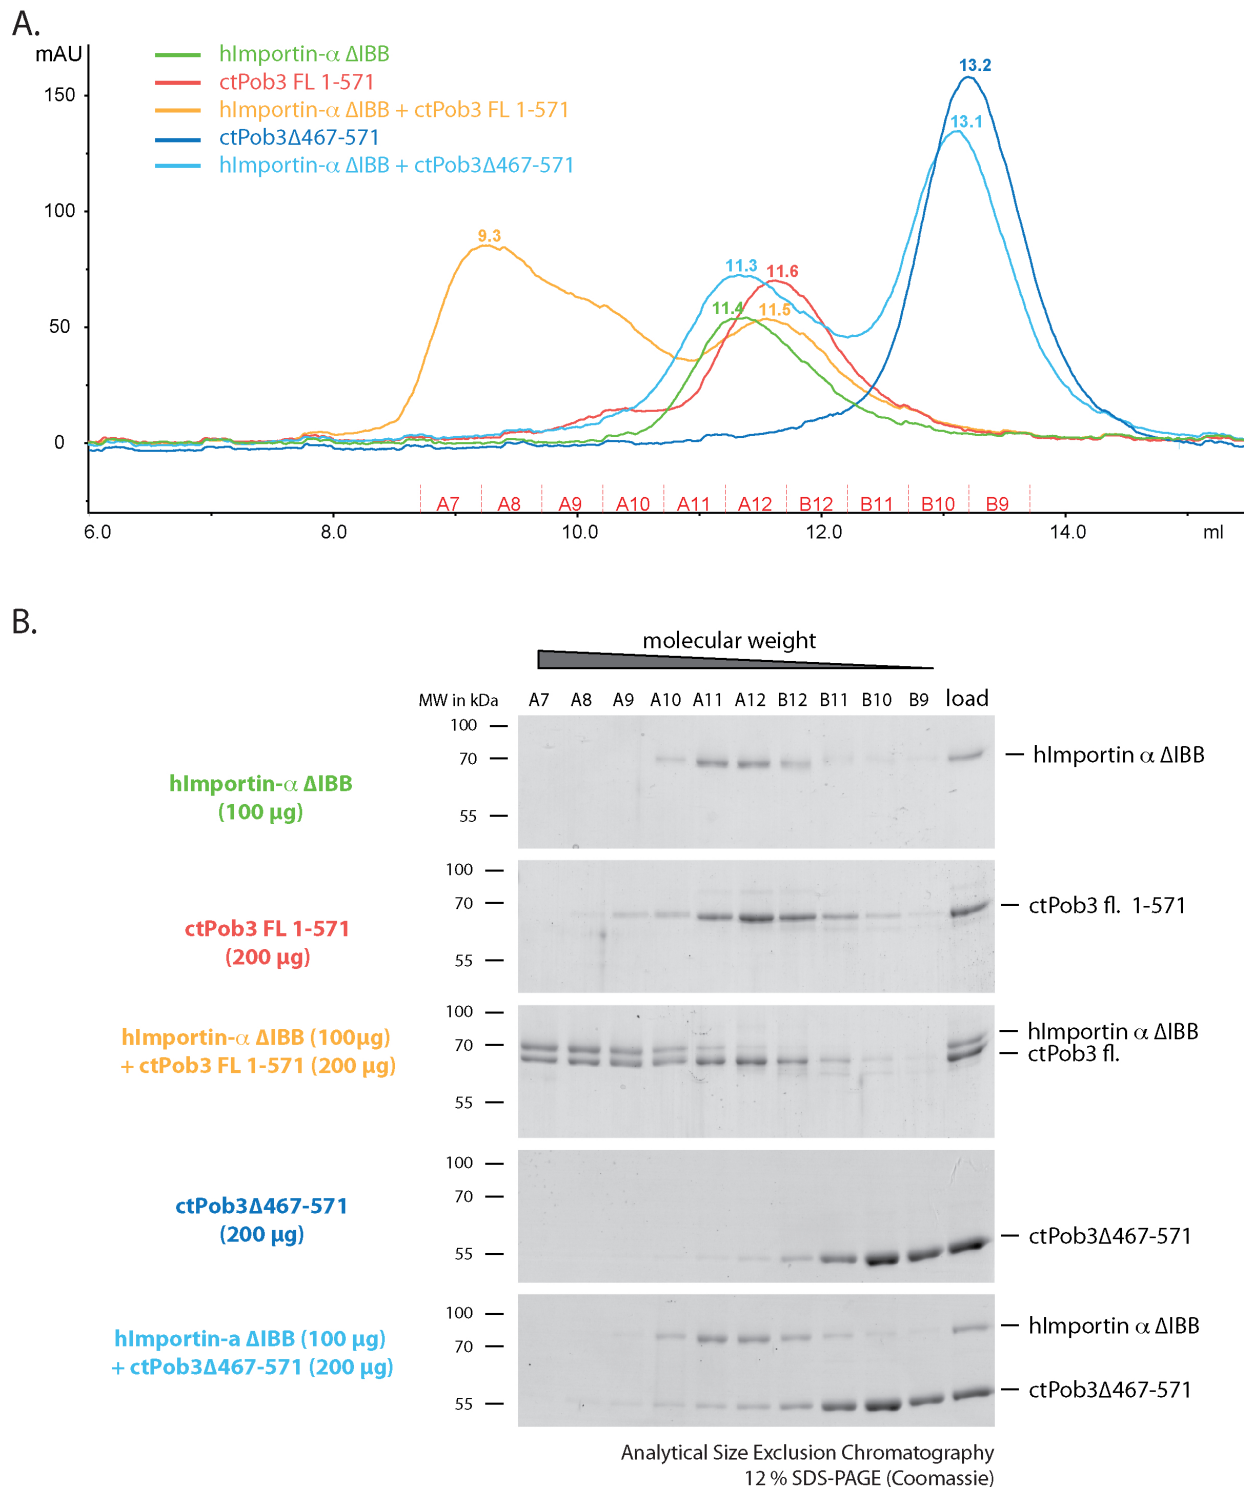 A.
mAU
hImportin-α ΔIBB
ctPob3 FL 1-571
hImportin-α ΔIBB + ctPob3 FL 1-571
ctPob3Δ467-571
hImportin-α ΔIBB + ctPob3Δ467-571
150
100
50
0
13.2
13.1
9.3
11.3
11.6
11.4
11.5
A7 A8 A9 A10 A11 A12 B12 B11 B10 B9
6.0 8.0 10.0 12.0 14.0 ml
B.
molecular weight
MW in kDa A7 A8 A9 A10 A11 A12 B12 B11 B10 B9 load
hImportin-α ΔIBB
(100 µg)
100
70
55
hImportin α ΔIBB
ctPob3 FL 1-571
(200 µg)
100
70
55
ctPob3 fl. 1-571
hImportin-α ΔIBB (100µg)
+ ctPob3 FL 1-571 (200 µg)
100
70
55
hImportin α ΔIBB
ctPob3 fl.
ctPob3Δ467-571
(200 µg)
100
70
55
ctPob3Δ467-571
hImportin-a ΔIBB (100 µg)
+ ctPob3Δ467-571 (200 µg)
100
70
55
hImportin α ΔIBB
ctPob3Δ467-571
Analytical Size Exclusion Chromatography
12 % SDS-PAGE (Coomassie)